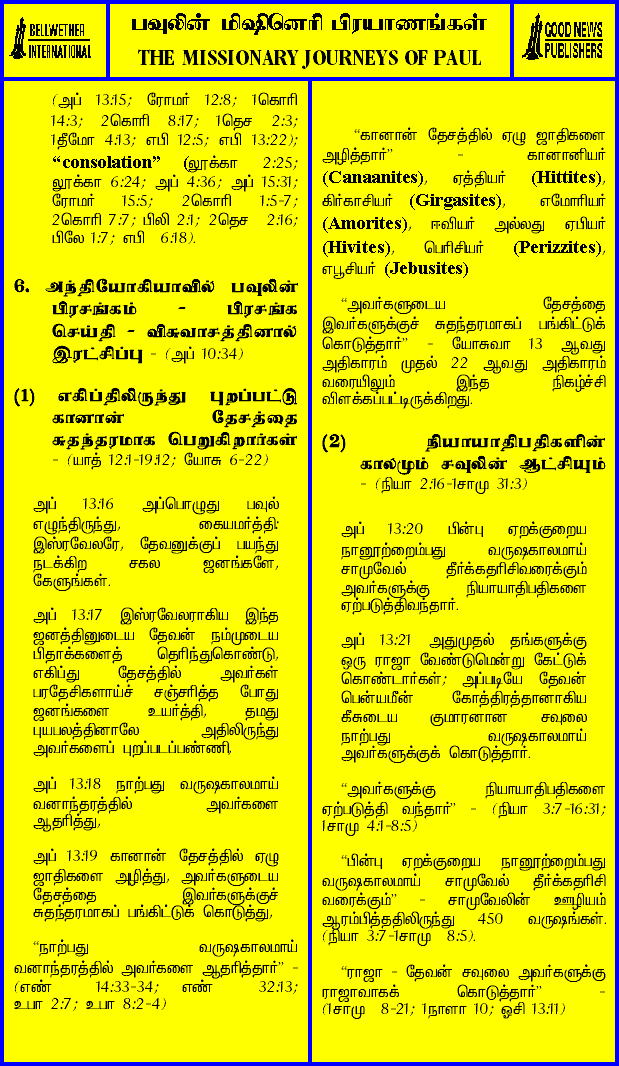 BELLWETHER
INTERNATIONAL
பவுலின் மிஷினெரி பிரயாணங்கள்
THE MISSIONARY JOURNEYS OF PAUL
GOOD NEWS
PUBLISHERS
(அப் 13:15; ரோமர் 12:8; 1கொரி
14:3; 2கொரி 8:17; 1தெச 2:3;
1தீமோ 4:13; எபி 12:5; எபி 13:22);
“consolation” (லூக்கா 2:25;
லூக்கா 6:24; அப் 4:36; அப் 15:31;
ரோமர் 15:5; 2கொரி 1:5-7;
2கொரி 7:7; பிலி 2:1; 2தெச 2:16;
பிலே 1:7; எபி 6:18).
6. அந்தியோகியாவில் பவுலின்
பிரசங்கம் - பிரசங்க
செய்தி - விசுவாசத்தினால்
இரட்சிப்பு - (அப் 10:34)
(1) எகிப்திலிருந்து புறப்பட்டு
கானான் தேசத்தை
சுதந்தரமாக பெறுகிறார்கள்
- (யாத் 12:1-19:12; யோசு 6-22)
அப் 13:16 அப்பொழுது பவுல்
எழுந்திருந்து, கையமர்த்தி:
இஸ்ரவேலரே, தேவனுக்குப் பயந்து
நடக்கிற சகல ஜனங்களே,
கேளுங்கள்.
அப் 13:17 இஸ்ரவேலராகிய இந்த
ஜனத்தினுடைய தேவன் நம்முடைய
பிதாக்களைத் தெரிந்துகொண்டு,
எகிப்து தேசத்தில் அவர்கள்
பரதேசிகளாய்ச் சஞ்சரித்த போது
ஜனங்களை உயர்த்தி, தமது
புயபலத்தினாலே அதிலிருந்து
அவர்களைப் புறப்படப்பண்ணி,
அப் 13:18 நாற்பது வருஷகாலமாய்
வனாந்தரத்தில் அவர்களை
ஆதரித்து,
அப் 13:19 கானான் தேசத்தில் ஏழு
ஜாதிகளை அழித்து, அவர்களுடைய
தேசத்தை இவர்களுக்குச்
சுதந்தரமாகப் பங்கிட்டுக் கொடுத்து,
“நாற்பது வருஷகாலமாய்
வனாந்தரத்தில் அவர்களை ஆதரித்தார்” -
(எண் 14:33-34; எண் 32:13;
உபா 2:7; உபா 8:2-4)
“கானான் தேசத்தில் ஏழு ஜாதிகளை
அழித்தார்” - கானானியர்
(Canaanites), ஏத்தியர் (Hittites),
கிர்காசியர் (Girgasites), எமோரியர்
(Amorites), ஈவியர் அல்லது ஏபியர்
(Hivites), பெரிசியர் (Perizzites),
எபூசியர் (Jebusites)
“அவர்களுடைய தேசத்தை
இவர்களுக்குச் சுதந்தரமாகப் பங்கிட்டுக்
கொடுத்தார்” - யோசுவா 13 ஆவது
அதிகாரம் முதல் 22 ஆவது அதிகாரம்
வரையிலும் இந்த நிகழ்ச்சி
விளக்கப்பட்டிருக்கிறது.
(2) நியாயாதிபதிகளின்
காலமும் சவுலின் ஆட்சியும்
- (நியா 2:16-1சாமு 31:3)
அப் 13:20 பின்பு ஏறக்குறைய
நானூற்றைம்பது வருஷகாலமாய்
சாமுவேல் தீர்க்கதரிசிவரைக்கும்
அவர்களுக்கு நியாயாதிபதிகளை
ஏற்படுத்திவந்தார்.
அப் 13:21 அதுமுதல் தங்களுக்கு
ஒரு ராஜா வேண்டுமென்று கேட்டுக்
கொண்டார்கள்; அப்படியே தேவன்
பென்யமீன் கோத்திரத்தானாகிய
கீசுடைய குமாரனான சவுலை
நாற்பது வருஷகாலமாய்
அவர்களுக்குக் கொடுத்தார்.
“அவர்களுக்கு நியாயாதிபதிகளை
ஏற்படுத்தி வந்தார்” - (நியா 3:7-16:31;
1சாமு 4:1-8:5)
“பின்பு ஏறக்குறைய நானூற்றைம்பது
வருஷகாலமாய் சாமுவேல் தீர்க்கதரிசி
வரைக்கும்” - சாமுவேலின் ஊழியம்
ஆரம்பித்ததிலிருந்து 450 வருஷங்கள்.
(நியா 3:7-1சாமு 8:5).
“ராஜா - தேவன் சவுலை அவர்களுக்கு
ராஜாவாகக் கொடுத்தார்” -
(1சாமு 8-21; 1நாளா 10; ஓசி 13:11)